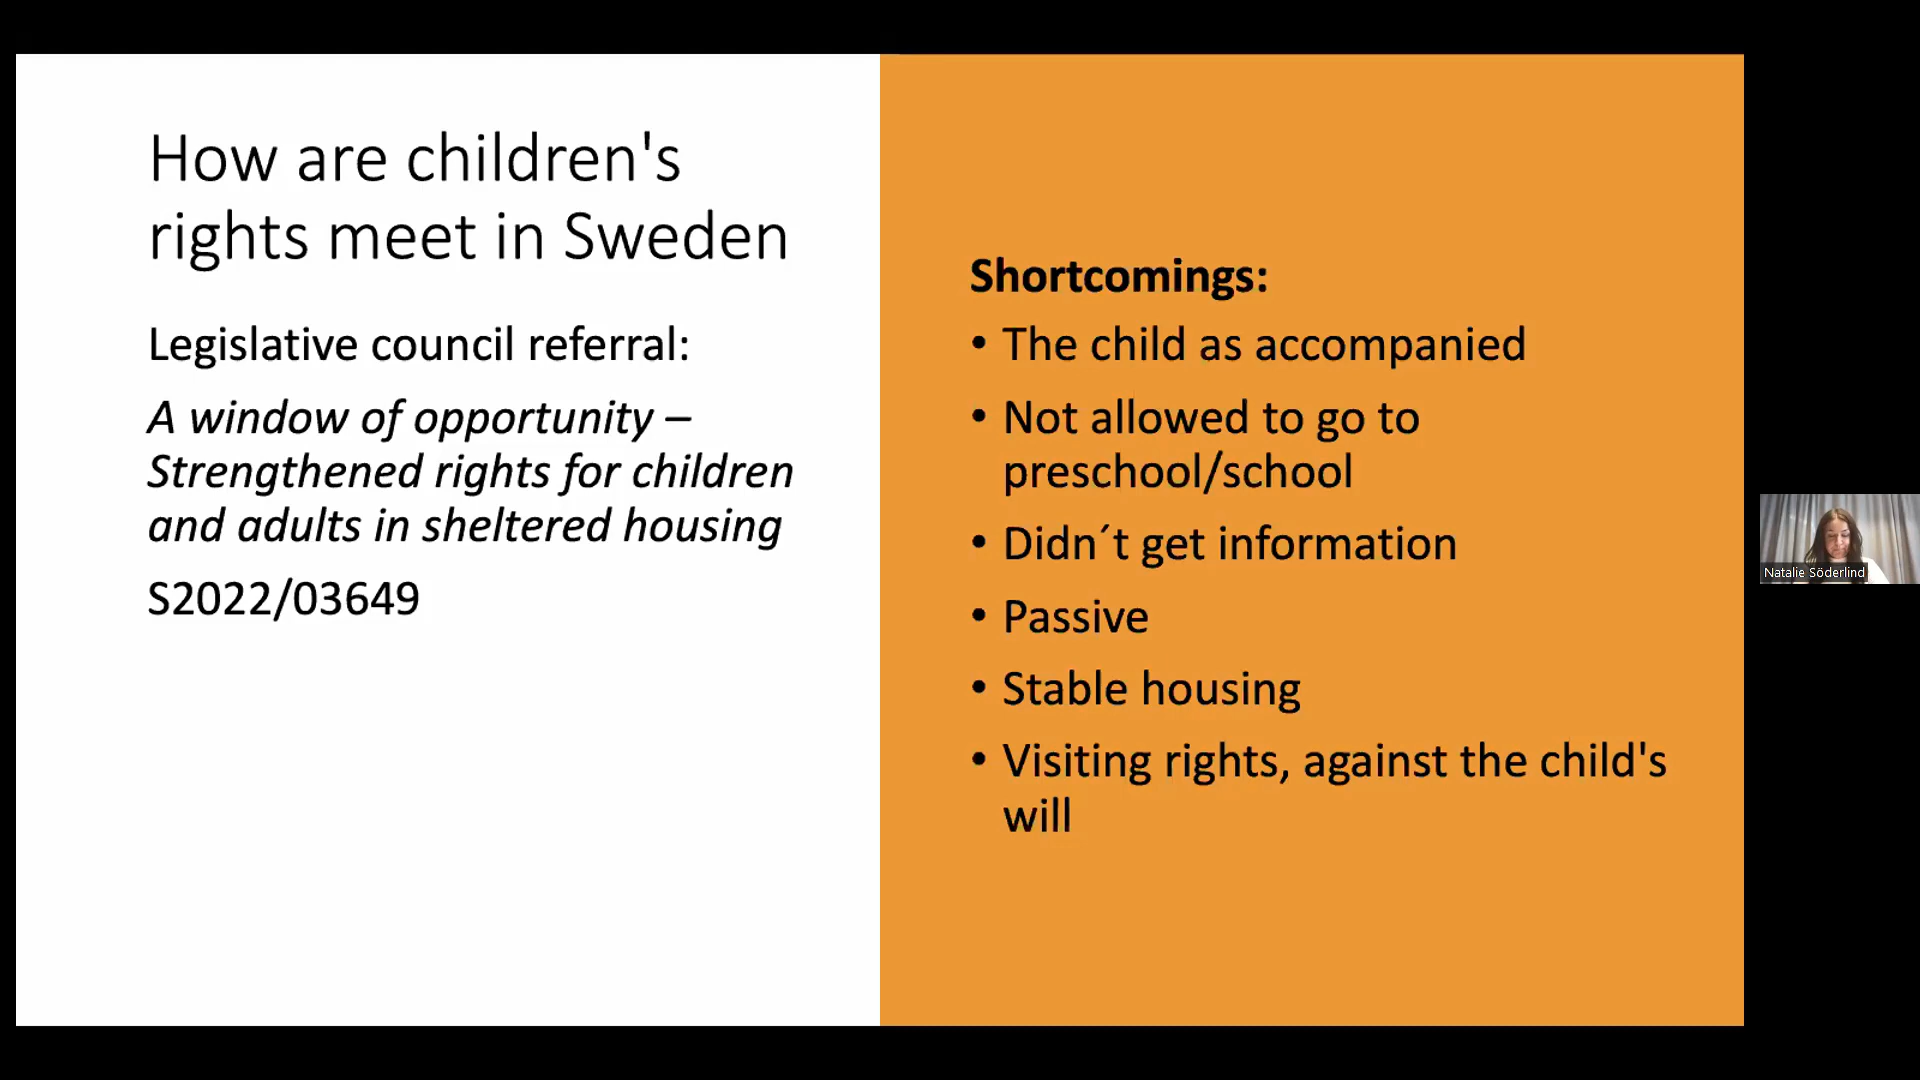 How are children's
rights meet in Sweden
Legislative council referral:
A window of opportunity –
Strengthened rights for children
and adults in sheltered housing
S2022/03649
Shortcomings:
• The child as accompanied
• Not allowed to go to
preschool/school
• Didn´t get information
• Passive
• Stable housing
• Visiting rights, against the child's
will
Natalie Söderlind